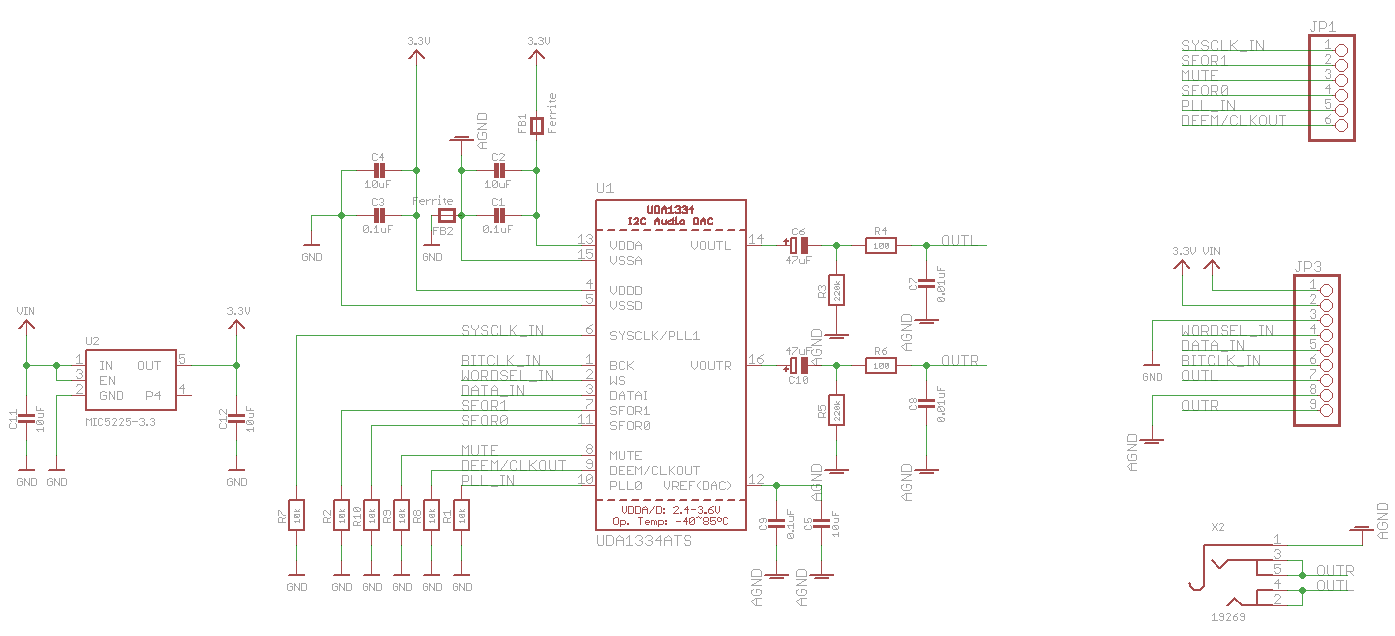 JP1
SYSCLK_IN 1
SFOR1 2
MUTE 3
SFOR0 4
PLL_IN 5
DEEM/CLKOUT 6
3.3V 3.3V
FB1 Ferrite
AGND
C4 C2
10uF 10uF
C3 Ferrite C1
0.1uF FB2 0.1uF
GND GND
U1
UDA1334
I2C Audio DAC
13 VDDA VOUTL 14
15 VSSA
4 VDDD
5 VSSD
SYSCLK_IN 6 SYSCLK/PLL1
BITCLK_IN 1 BCK VOUTR 16
WORDSEL_IN 2 WS
DATA_IN 3 DATAI
SFOR1 7 SFOR1
SFOR0 11 SFOR0
MUTE 8 MUTE
DEEM/CLKOUT 9 DEEM/CLKOUT
PLL_IN 10 PLL0 VREF(DAC) 12
VDDA/D: 2.4-3.6V
Op. Temp: -40~85ºC
UDA1334ATS
C6 47uF
R4 100
OUTL
R3 220k
C7 0.01uF
AGND AGND
47uF C10
R6 100
OUTR
R5 220k
C8 0.01uF
AGND AGND
C9 0.1uF
C5 10uF
AGND AGND
VIN 3.3V
U2
1 IN OUT 5
3 EN
2 GND P4 4
MIC5225-3.3
C11 10uF
C12 10uF
GND GND GND
R7 10k
R2 10k
R10 10k
R9 10k
R8 10k
R1 10k
GND GND GND GND GND GND
3.3V VIN
JP3
1
2
3
WORDSEL_IN 4
DATA_IN 5
BITCLK_IN 6
OUTL 7
8
OUTR 9
GND
AGND
X2
AGND
1
3
5 OUTR
4 OUTL
2
19269